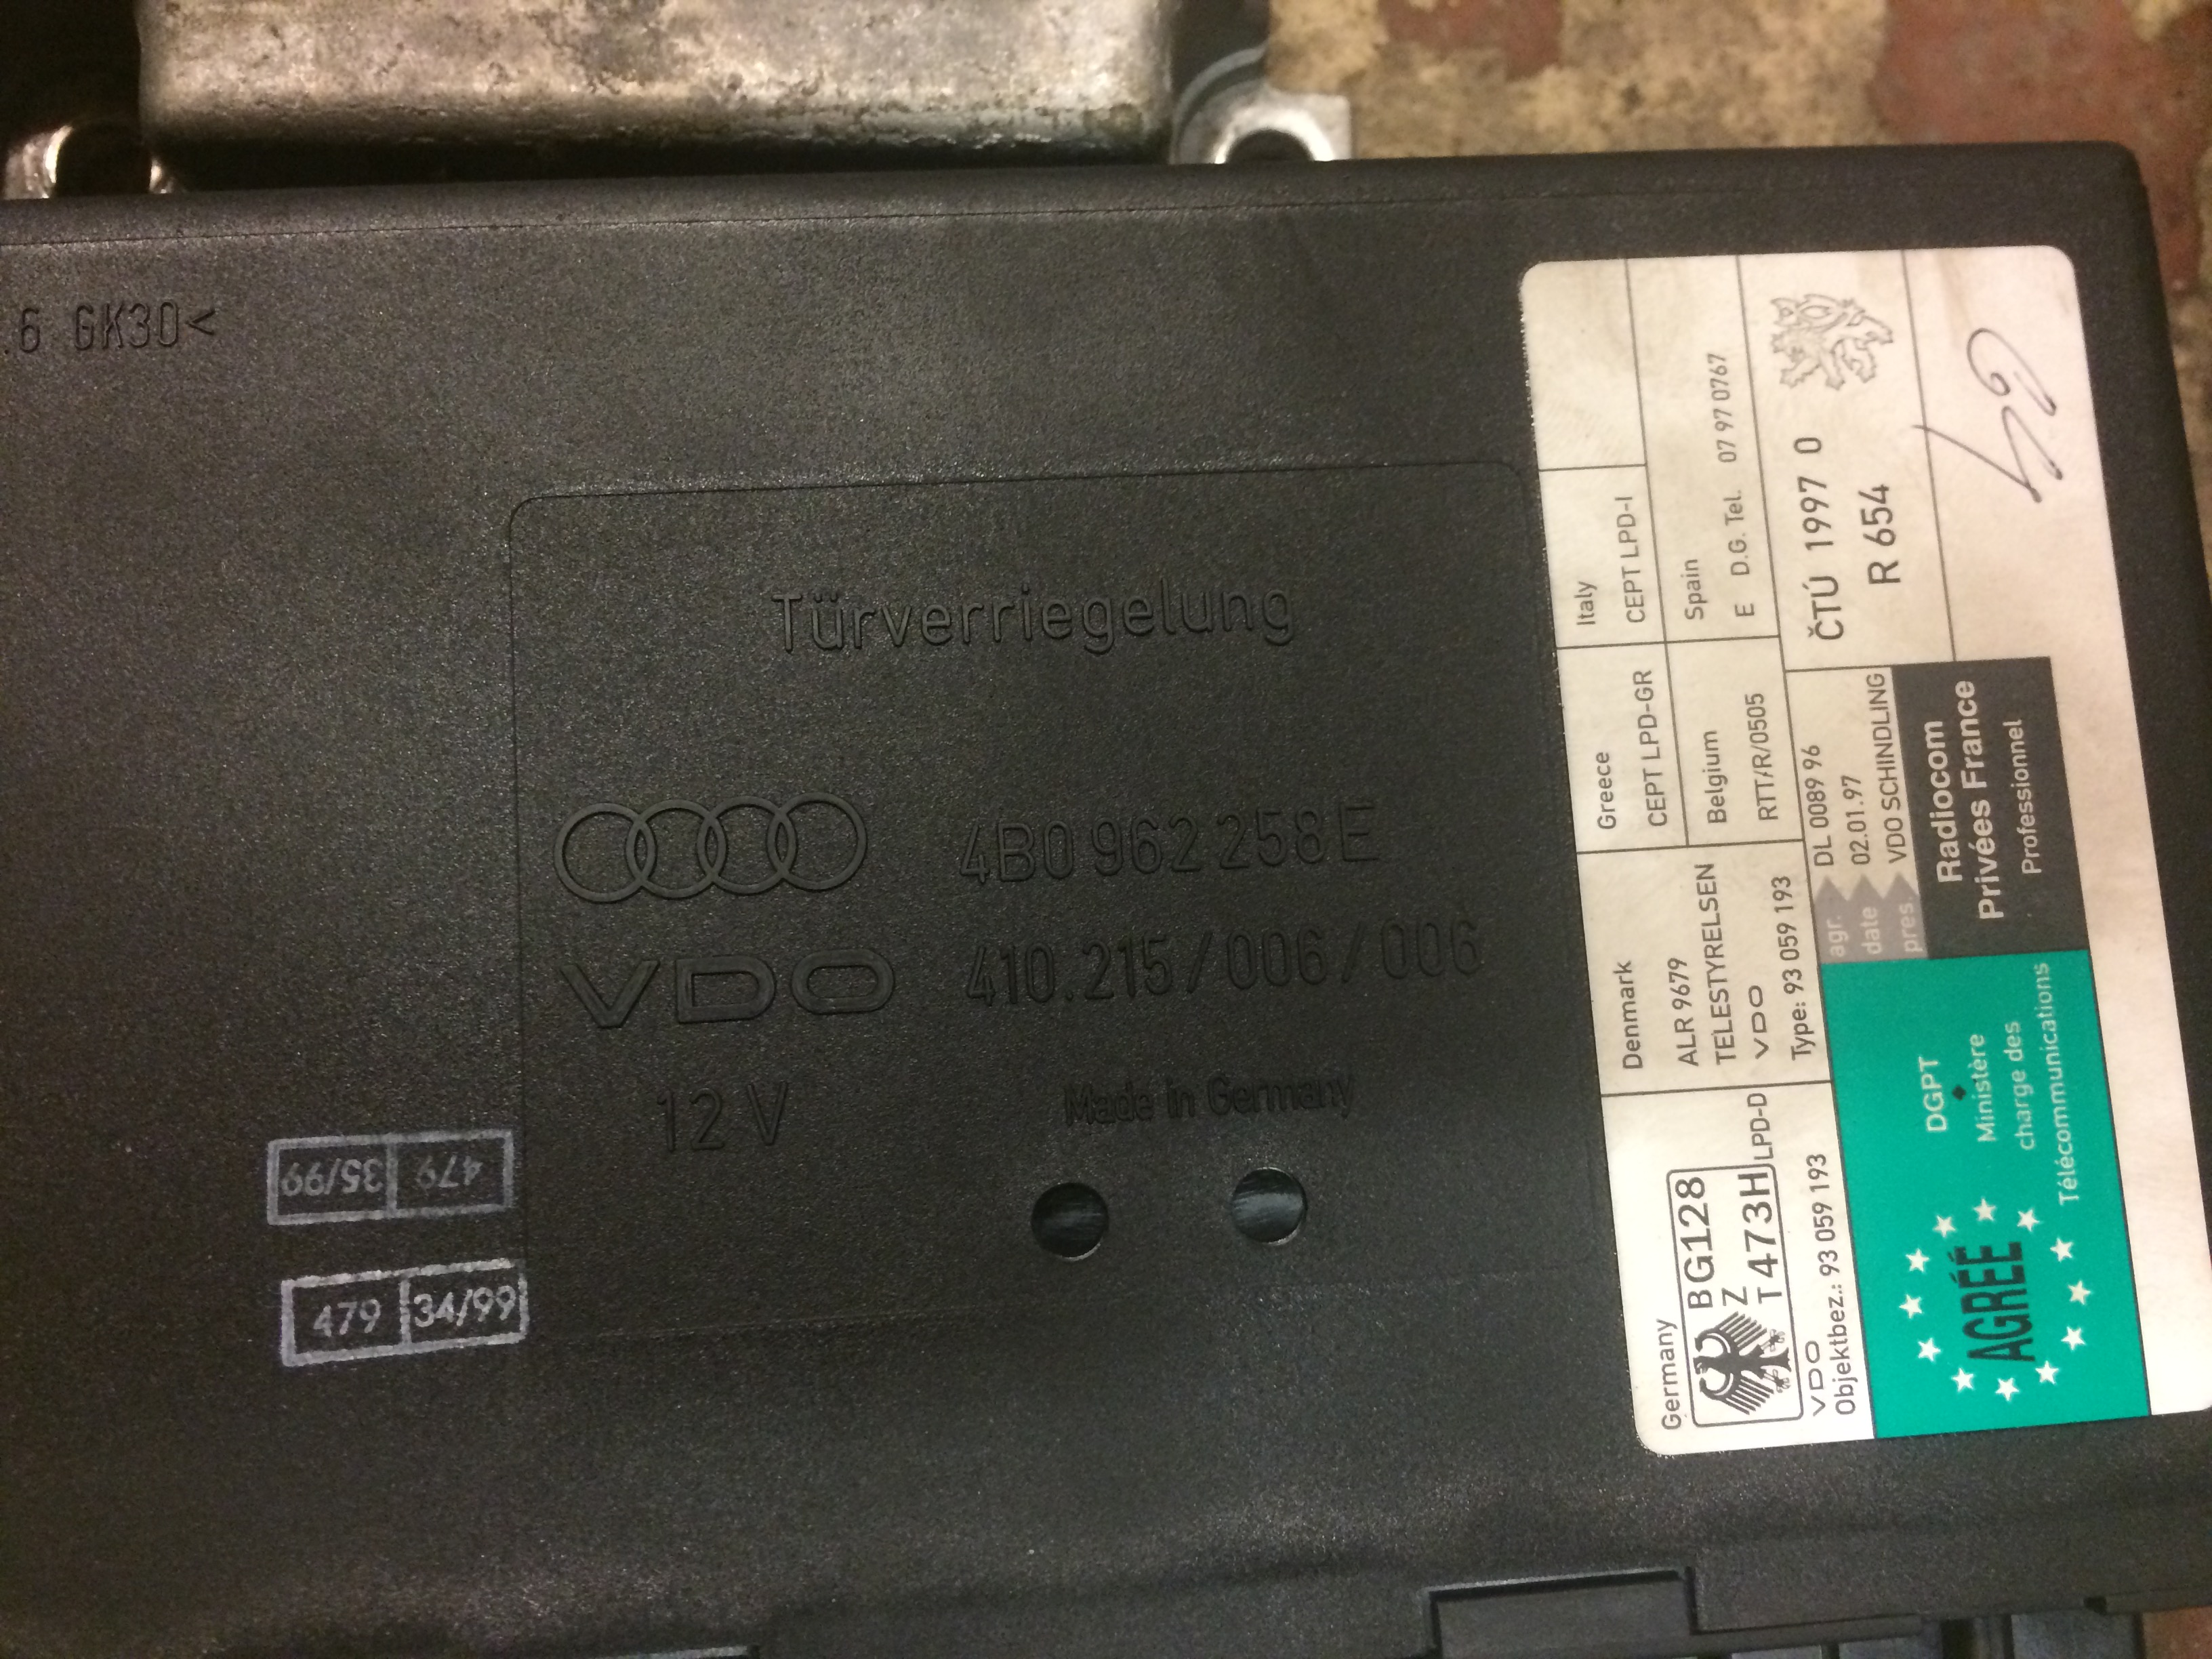 .6 GK30<
Türverriegelung
4B0 962 258 E
VDO 410.215/006/006
12 V
Made in Germany
479 35/99
479 34/99
Germany
BG128
Z
T473H
LPD-D
VDO
Objektbez.: 93 059 193
Denmark
ALR 9679
TELESTYRELSEN
VDO
Type: 93 059 193
Greece
CEPT LPD-GR
Italy
CEPT LPD-I
Belgium
RTT/R/0505
Spain
E D.G. Tel. 07 97 0767
agr. DL 0089 96
date 02.01.97
pres. VDO SCHINDLING
ČTÚ 1997 0
R 654
Radiocom
Privées France
Professionnel
AGRÉÉ
DGPT
Ministère
charge des
Télécommunications